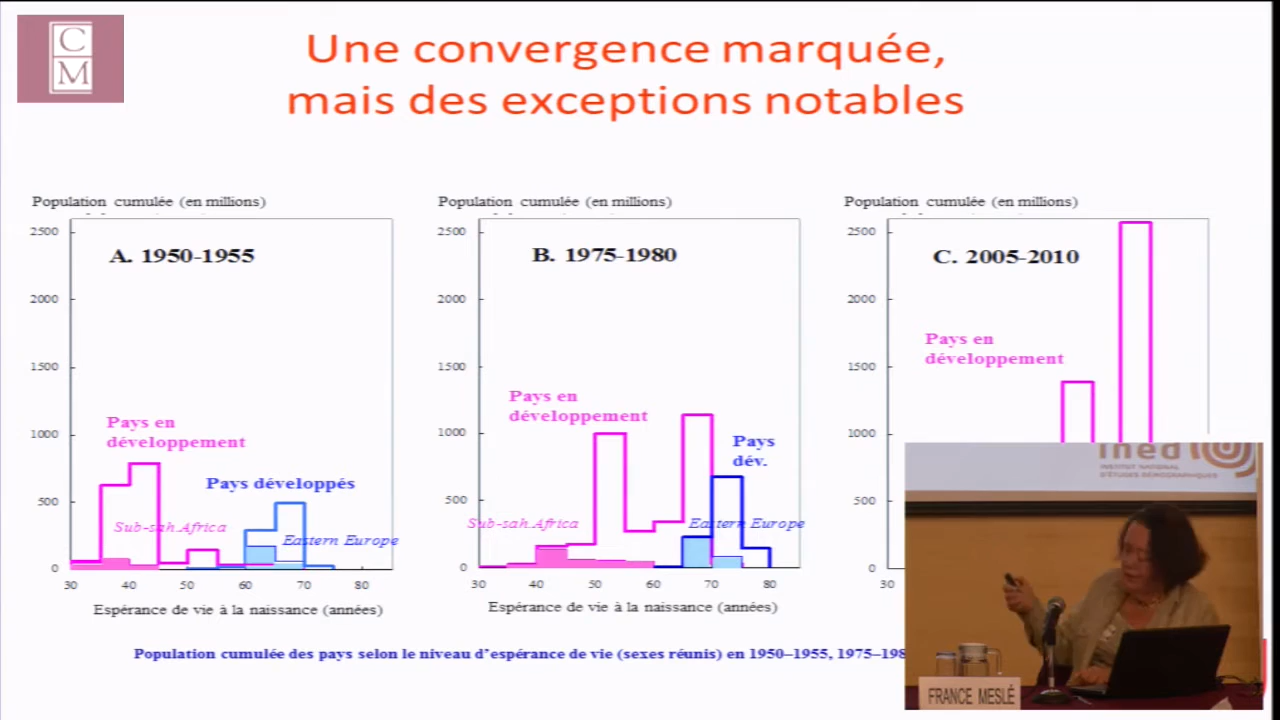 C
M
Une convergence marquée,
mais des exceptions notables
Population cumulée (en millions)
2500
2000
1500
1000
500
0
A. 1950-1955
Pays en
développement
Pays développés
Sub-sah.Africa
Eastern Europe
30 40 50 60 70 80
Espérance de vie à la naissance (années)
Population cumulée (en millions)
2500
2000
1500
1000
500
0
B. 1975-1980
Pays en
développement
Pays
dév.
Sub-sah.Africa
Eastern Europe
30 40 50 60 70 80
Espérance de vie à la naissance (années)
Population cumulée (en millions)
2500
2000
1500
1000
500
0
C. 2005-2010
Pays en
développement
30
Population cumulée des pays selon le niveau d'espérance de vie (sexes réunis) en 1950–1955, 1975–198
ined
INSTITUT NATIONAL
D'ÉTUDES DÉMOGRAPHIQUES
FRANCE MESLÉ